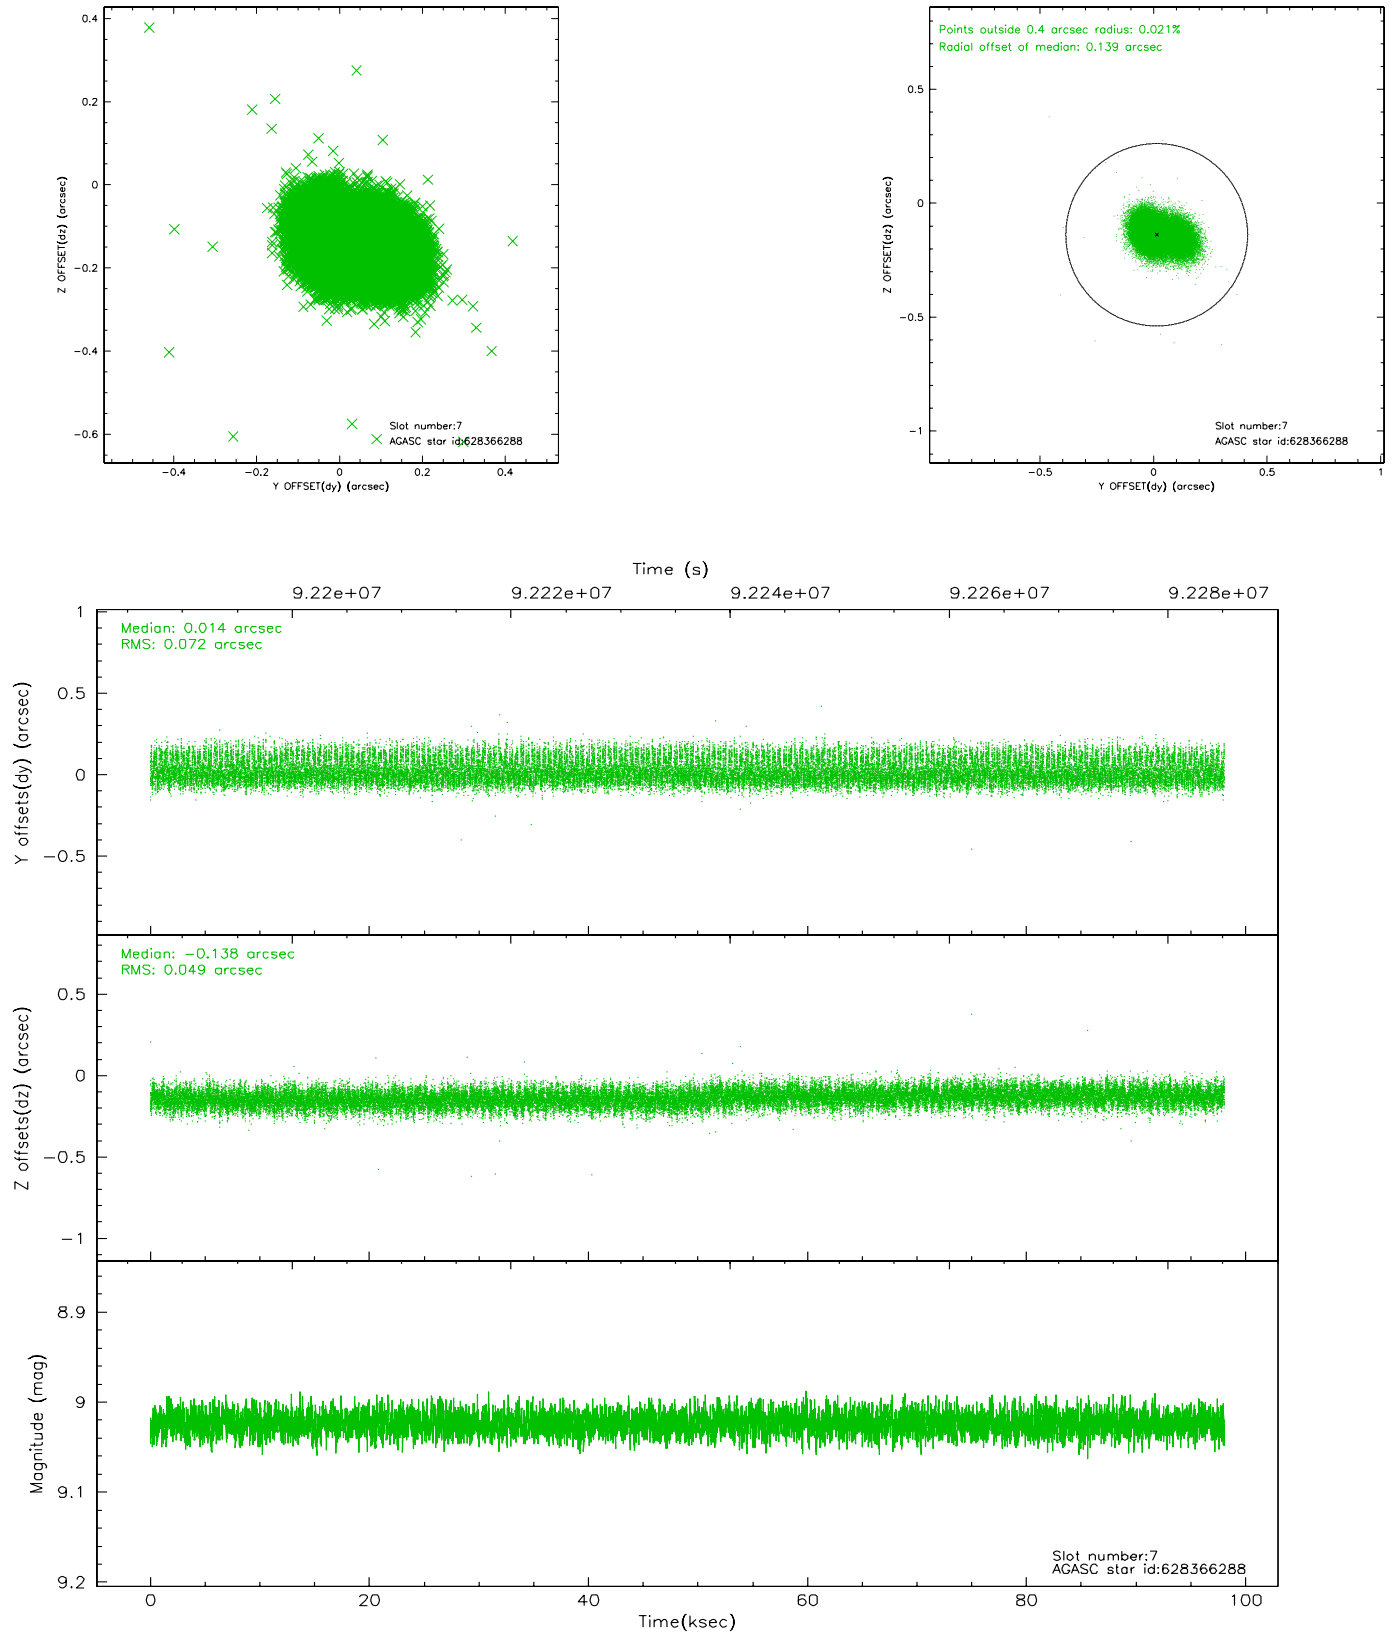 0.4
0.2
0
−0.2
−0.4
−0.6
Z OFFSET(dz) (arcsec)
Slot number:7
AGASC star id:628366288
−0.4 −0.2 0 0.2 0.4
Y OFFSET(dy) (arcsec)
Points outside 0.4 arcsec radius: 0.021%
Radial offset of median: 0.139 arcsec
0.5
0
−0.5
−1
Z OFFSET(dz) (arcsec)
Slot number:7
AGASC star id:628366288
−0.5 0 0.5 1
Y OFFSET(dy) (arcsec)
Time (s)
9.22e+07 9.222e+07 9.224e+07 9.226e+07 9.228e+07
Median: 0.014 arcsec
RMS: 0.072 arcsec
1
0.5
0
−0.5
Y offsets(dy) (arcsec)
Median: −0.138 arcsec
RMS: 0.049 arcsec
0.5
0
−0.5
−1
Z offsets(dz) (arcsec)
8.9
9
9.1
9.2
Magnitude (mag)
Slot number:7
AGASC star id:628366288
0 20 40 60 80 100
Time(ksec)